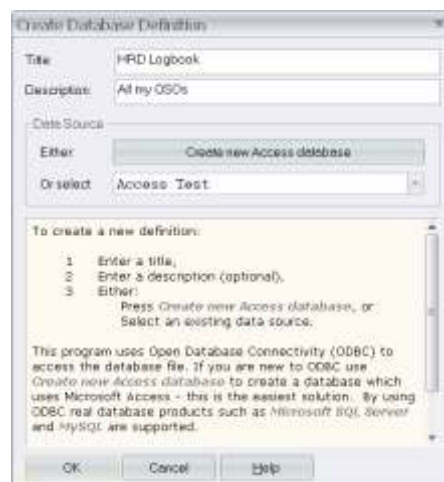 Create Database Definition
Title HRD Logbook
Description All my QSOs
Data Source
Either Create new Access database
Or select Access Test
To create a new definition:
1 Enter a title,
2 Enter a description (optional),
3 Either:
Press Create new Access database, or
Select an existing data source.
This program uses Open Database Connectivity (ODBC) to
access the database file. If you are new to ODBC use
Create new Access database to create a database which
uses Microsoft Access - this is the easiest solution. By using
ODBC real database products such as Microsoft SQL Server
and MySQL are supported.
OK Cancel Help